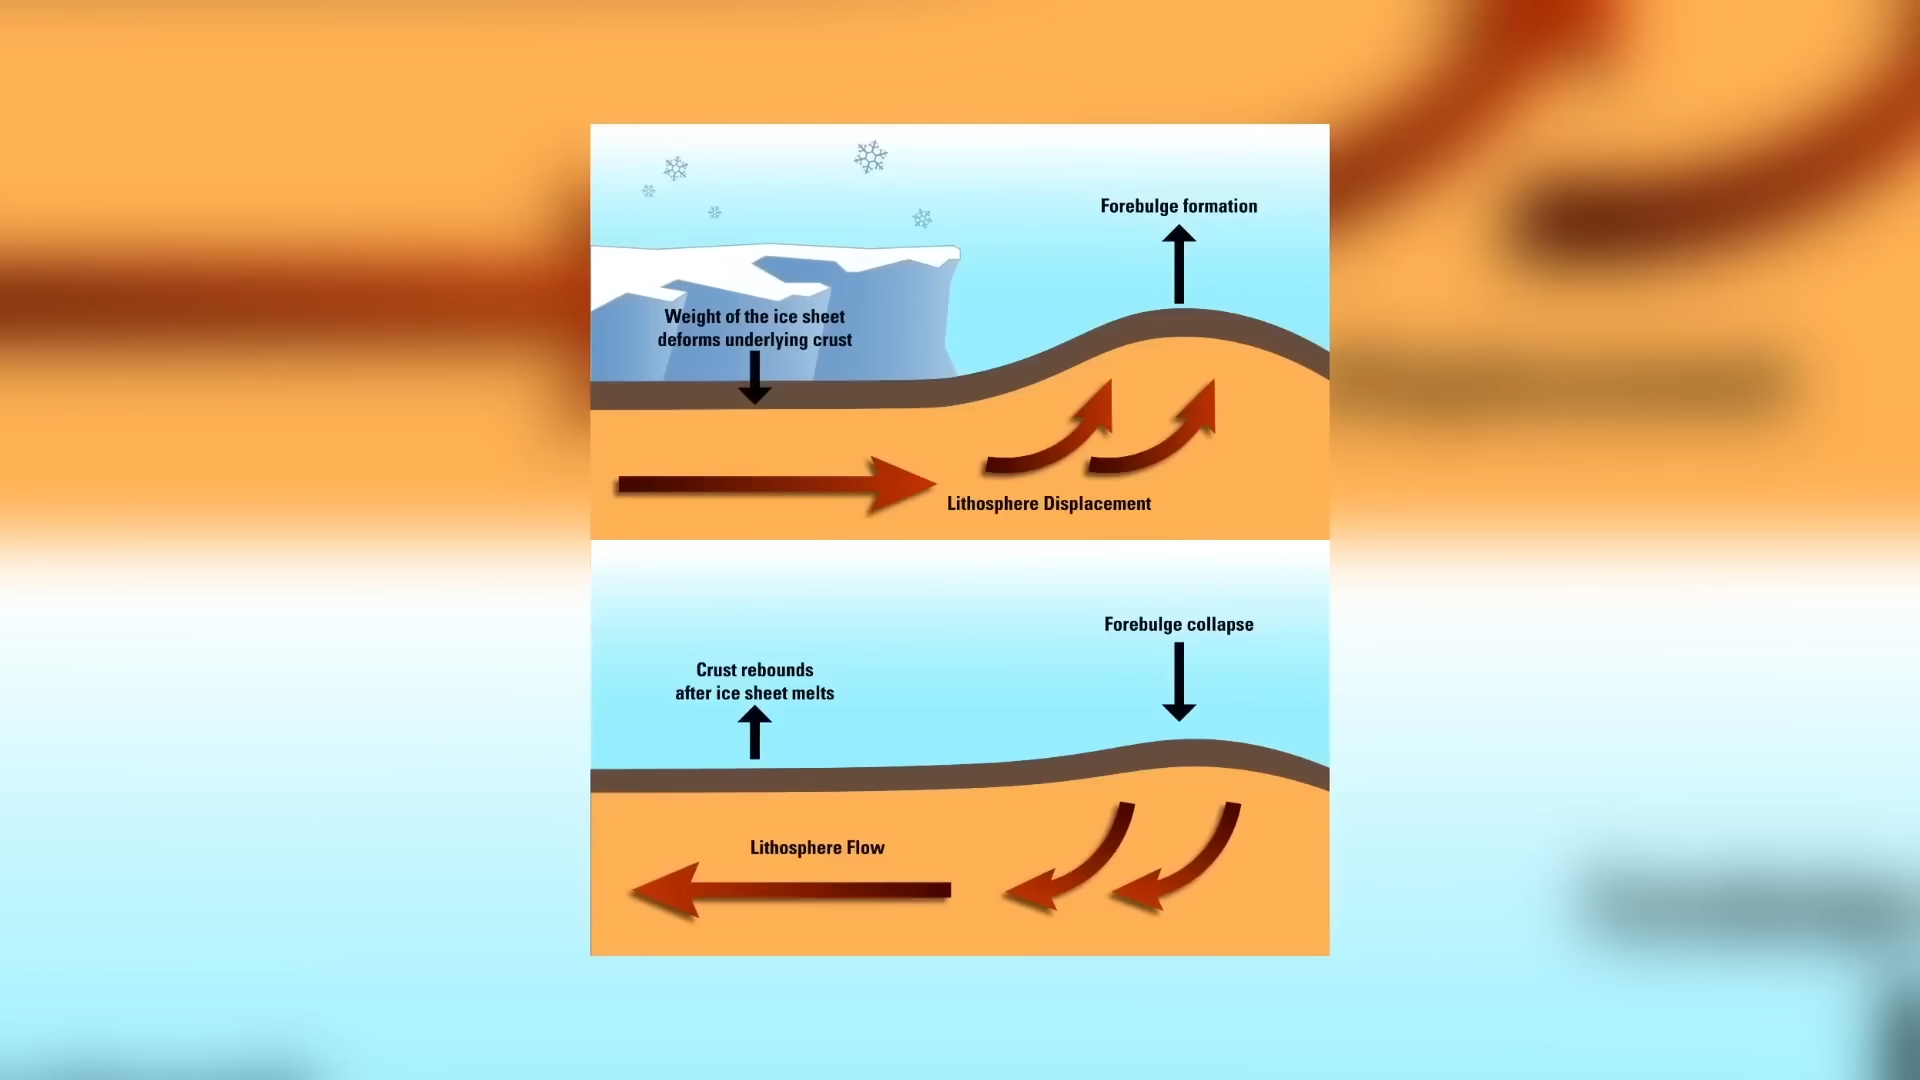 Forebulge formation
Weight of the ice sheet
deforms underlying crust
Lithosphere Displacement
Forebulge collapse
Crust rebounds
after ice sheet melts
Lithosphere Flow